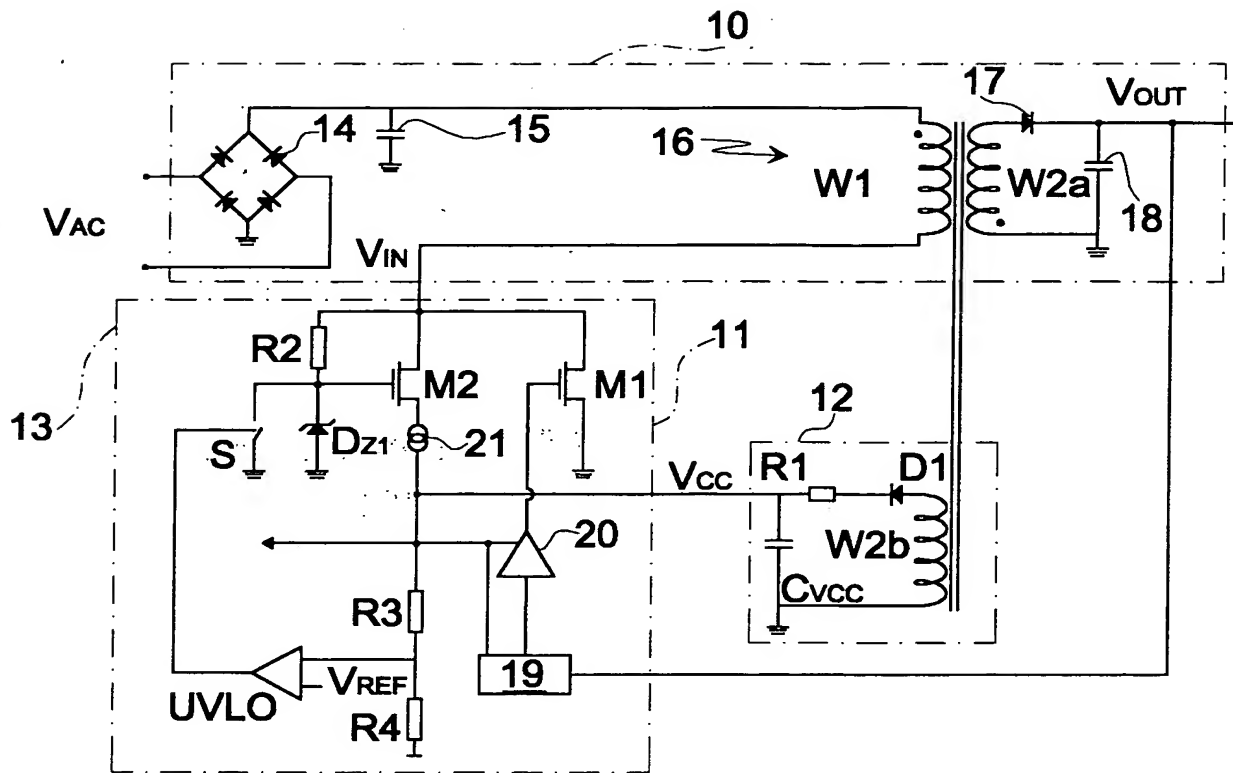 10
17
VOUT
14
15
16
W1
W2a
18
VAC
VIN
R2
11
M2
M1
13
12
S
DZ1
21
VCC
R1
D1
20
W2b
CVCC
R3
19
VREF
UVLO
R4